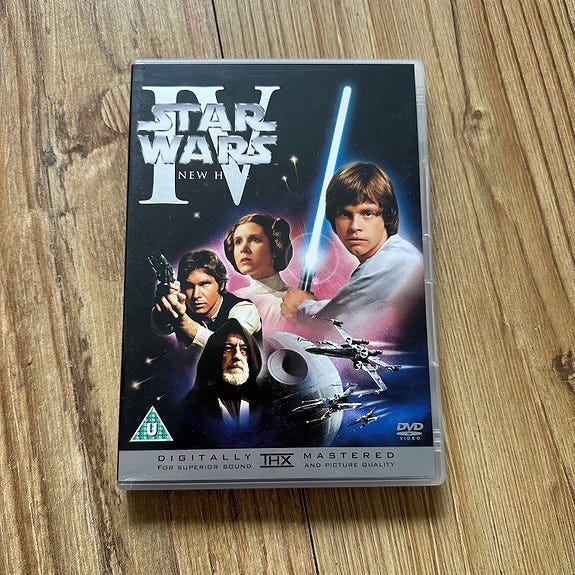 IV
STAR
WARS
NEW H
U
DVD
VIDEO
DIGITALLY THX MASTERED
FOR SUPERIOR SOUND AND PICTURE QUALITY